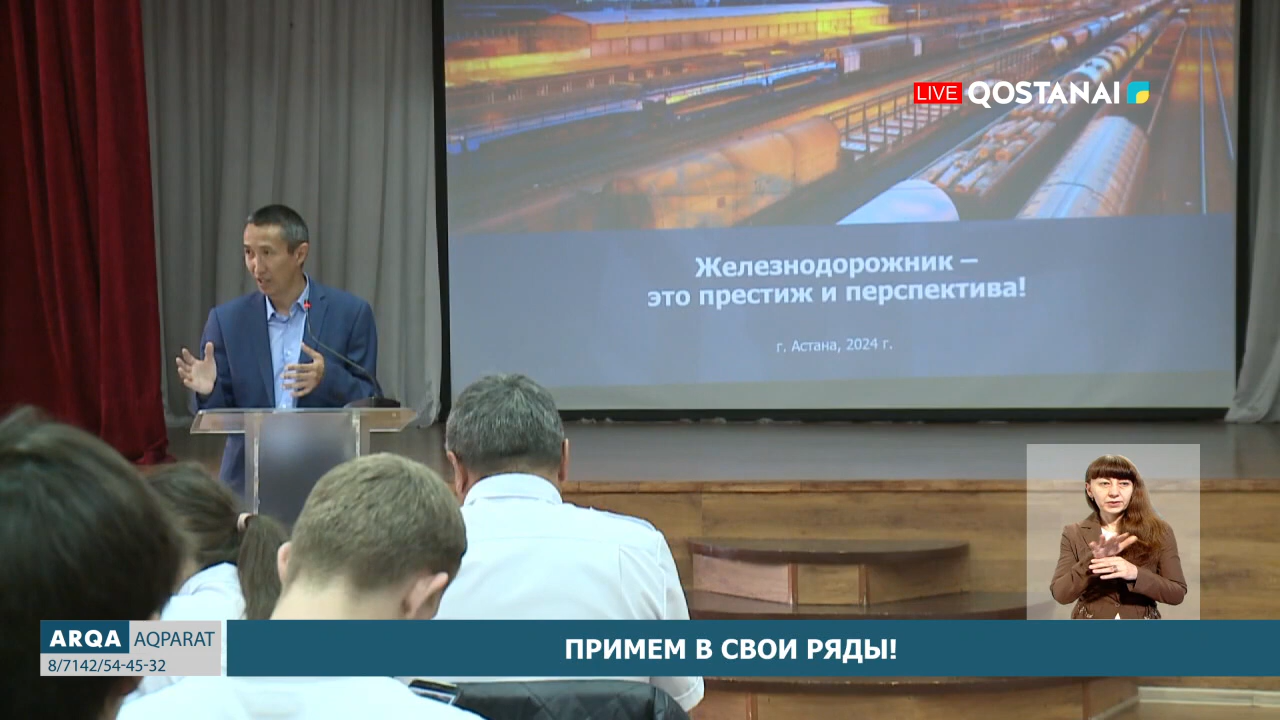 LIVE QOSTANAI
Железнодорожник –
это престиж и перспектива!
г. Астана, 2024 г.
ARQA AQPARAT
8/7142/54-45-32
ПРИМЕМ В СВОИ РЯДЫ!